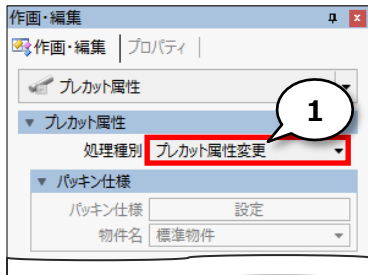 作画・編集
作画・編集 プロパティ
プレカット属性
プレカット属性
1
処理種別 プレカット属性変更
パッキン仕様
パッキン仕様 設定
物件名 標準物件